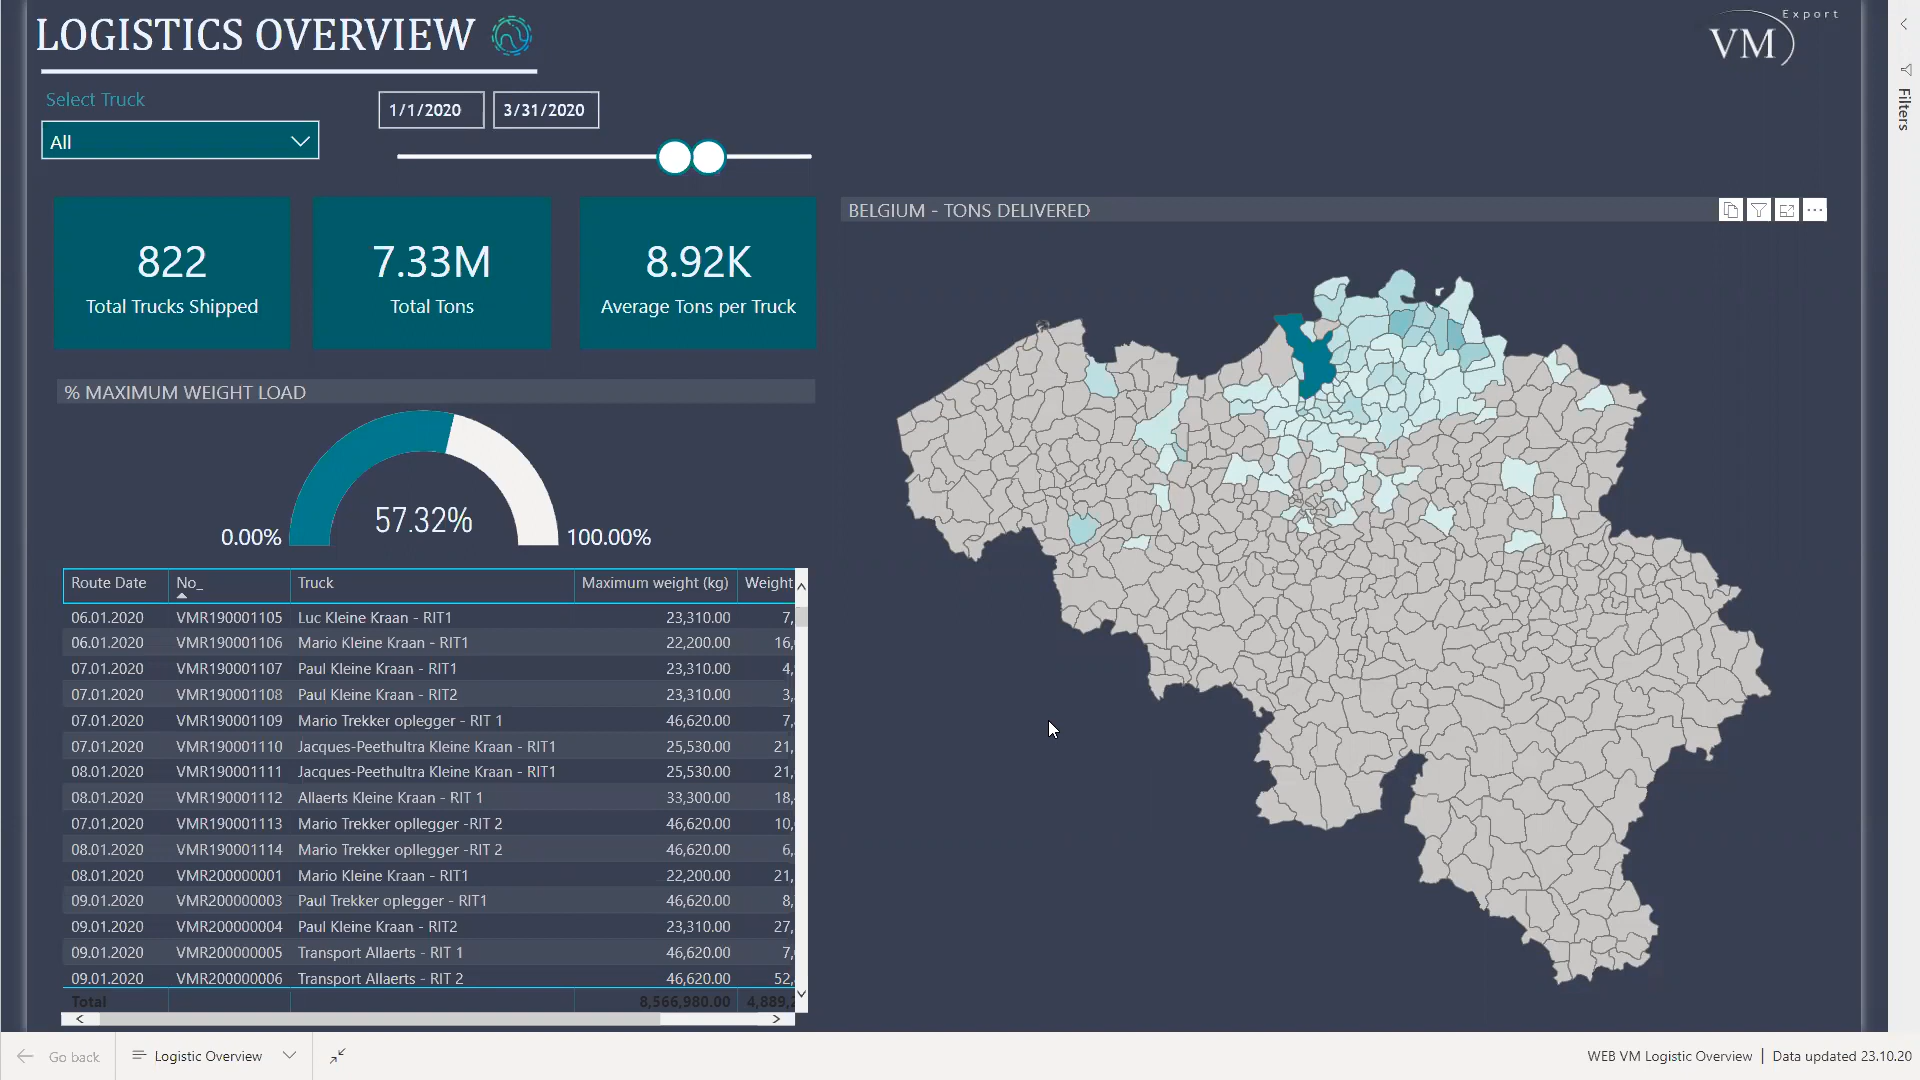 LOGISTICS OVERVIEW
Export
VM
Select Truck
All
1/1/2020
3/31/2020
Filters
822
Total Trucks Shipped
7.33M
Total Tons
8.92K
Average Tons per Truck
BELGIUM - TONS DELIVERED
% MAXIMUM WEIGHT LOAD
57.32%
0.00%
100.00%
Route Date No_ Truck Maximum weight (kg) Weight
06.01.2020 VMR190001105 Luc Kleine Kraan - RIT1 23,310.00 7,
06.01.2020 VMR190001106 Mario Kleine Kraan - RIT1 22,200.00 16,
07.01.2020 VMR190001107 Paul Kleine Kraan - RIT1 23,310.00 4,
07.01.2020 VMR190001108 Paul Kleine Kraan - RIT2 23,310.00 3,
07.01.2020 VMR190001109 Mario Trekker oplegger - RIT 1 46,620.00 7,
07.01.2020 VMR190001110 Jacques-Peethultra Kleine Kraan - RIT1 25,530.00 21,
08.01.2020 VMR190001111 Jacques-Peethultra Kleine Kraan - RIT1 25,530.00 21,
08.01.2020 VMR190001112 Allaerts Kleine Kraan - RIT 1 33,300.00 18,
07.01.2020 VMR190001113 Mario Trekker opllegger -RIT 2 46,620.00 10,
08.01.2020 VMR190001114 Mario Trekker opllegger -RIT 2 46,620.00 6,
08.01.2020 VMR200000001 Mario Kleine Kraan - RIT1 22,200.00 21,
09.01.2020 VMR200000003 Paul Trekker oplegger - RIT1 46,620.00 8,
09.01.2020 VMR200000004 Paul Kleine Kraan - RIT2 23,310.00 27,
09.01.2020 VMR200000005 Transport Allaerts - RIT 1 46,620.00 7,
09.01.2020 VMR200000006 Transport Allaerts - RIT 2 46,620.00 52,
Total 8,566,980.00 4,889,2
Go back
Logistic Overview
WEB VM Logistic Overview | Data updated 23.10.20